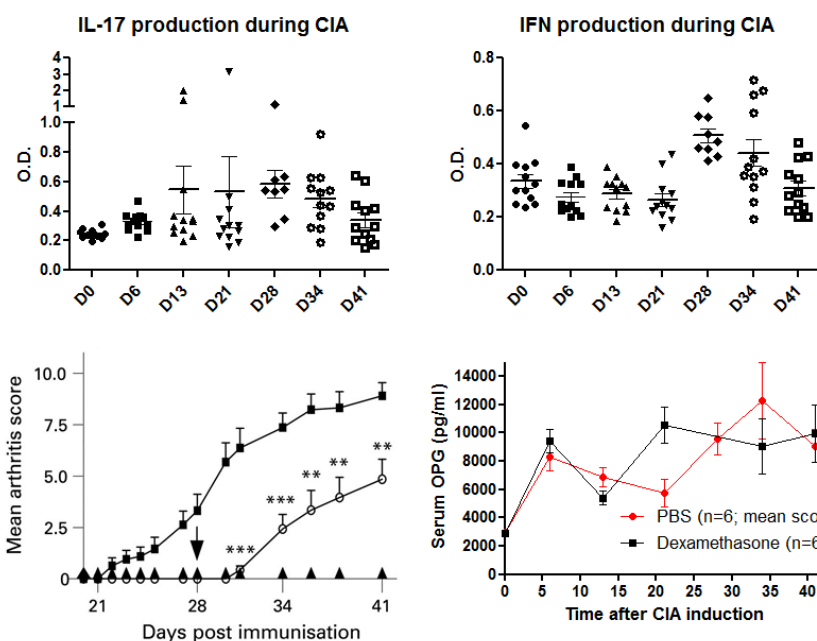 IL-17 production during CIA
4
3
2
1
1.0
0.8
0.6
0.4
0.2
0.0
O.D.
D0 D6 D13 D21 D28 D34 D41
IFN production during CIA
0.8
0.6
0.4
0.2
0.0
O.D.
D0 D6 D13 D21 D28 D34 D41
Mean arthritis score
10.0
7.5
5.0
2.5
0
*** *** ** ** **
21 28 34 41
Days post immunisation
Serum OPG (pg/ml)
14000
12000
10000
8000
6000
4000
2000
0
PBS (n=6; mean sco
Dexamethasone (n=6
0 5 10 15 20 25 30 35 40
Time after CIA induction